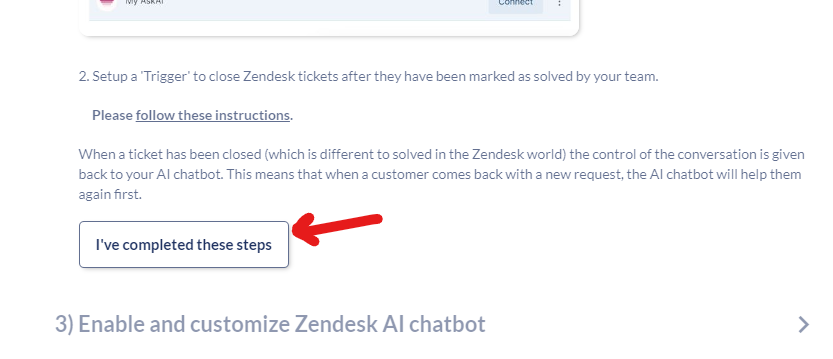 My AskAI
Connect
2. Setup a 'Trigger' to close Zendesk tickets after they have been marked as solved by your team.
Please follow these instructions.
When a ticket has been closed (which is different to solved in the Zendesk world) the control of the conversation is given
back to your AI chatbot. This means that when a customer comes back with a new request, the AI chatbot will help them
again first.
I've completed these steps
3) Enable and customize Zendesk AI chatbot